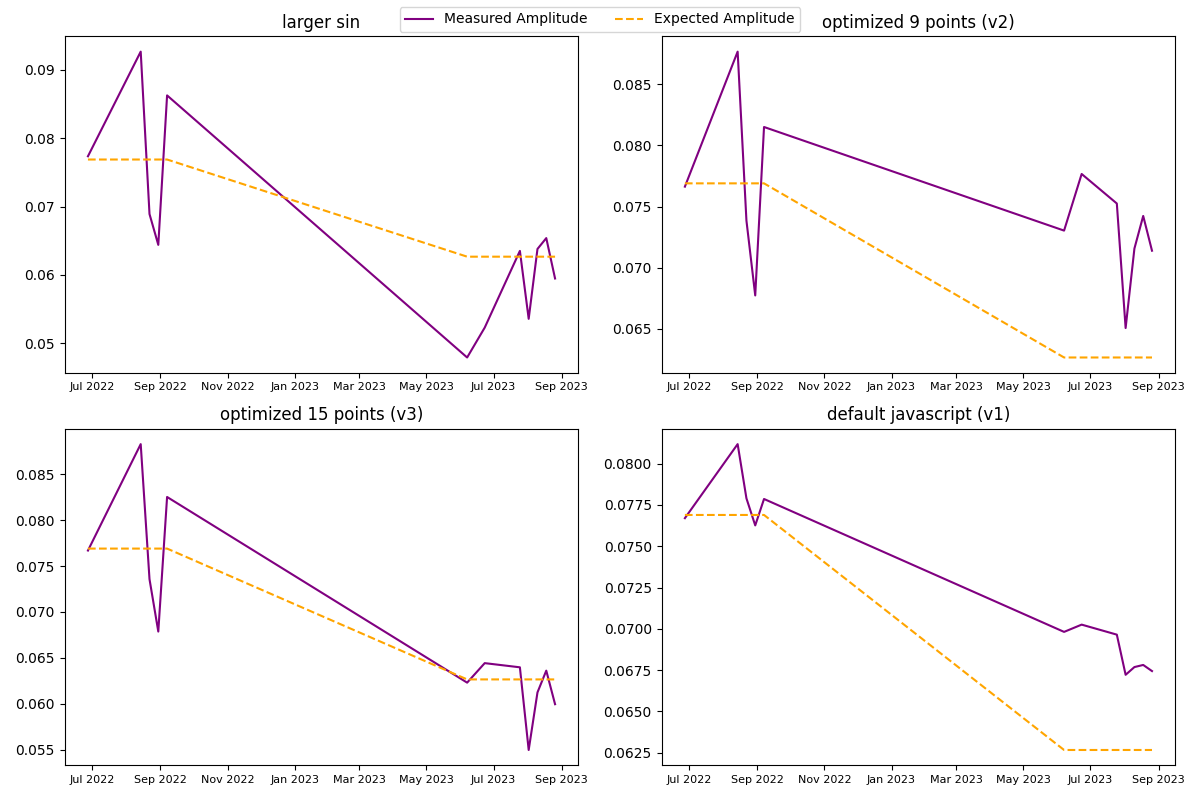 Measured Amplitude Expected Amplitude
larger sin
0.09
0.08
0.07
0.06
0.05
Jul 2022 Sep 2022 Nov 2022 Jan 2023 Mar 2023 May 2023 Jul 2023 Sep 2023
optimized 9 points (v2)
0.085
0.080
0.075
0.070
0.065
Jul 2022 Sep 2022 Nov 2022 Jan 2023 Mar 2023 May 2023 Jul 2023 Sep 2023
optimized 15 points (v3)
0.085
0.080
0.075
0.070
0.065
0.060
0.055
Jul 2022 Sep 2022 Nov 2022 Jan 2023 Mar 2023 May 2023 Jul 2023 Sep 2023
default javascript (v1)
0.0800
0.0775
0.0750
0.0725
0.0700
0.0675
0.0650
0.0625
Jul 2022 Sep 2022 Nov 2022 Jan 2023 Mar 2023 May 2023 Jul 2023 Sep 2023